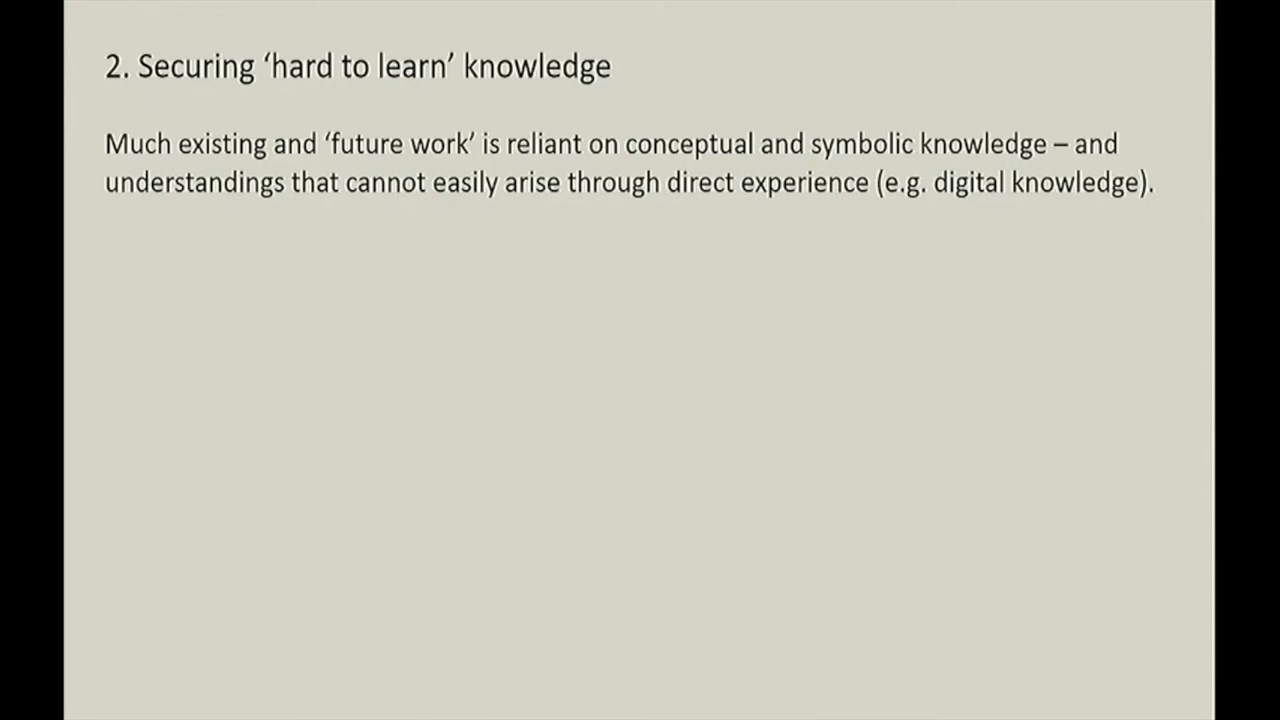 2. Securing ‘hard to learn’ knowledge
Much existing and ‘future work’ is reliant on conceptual and symbolic knowledge – and
understandings that cannot easily arise through direct experience (e.g. digital knowledge).